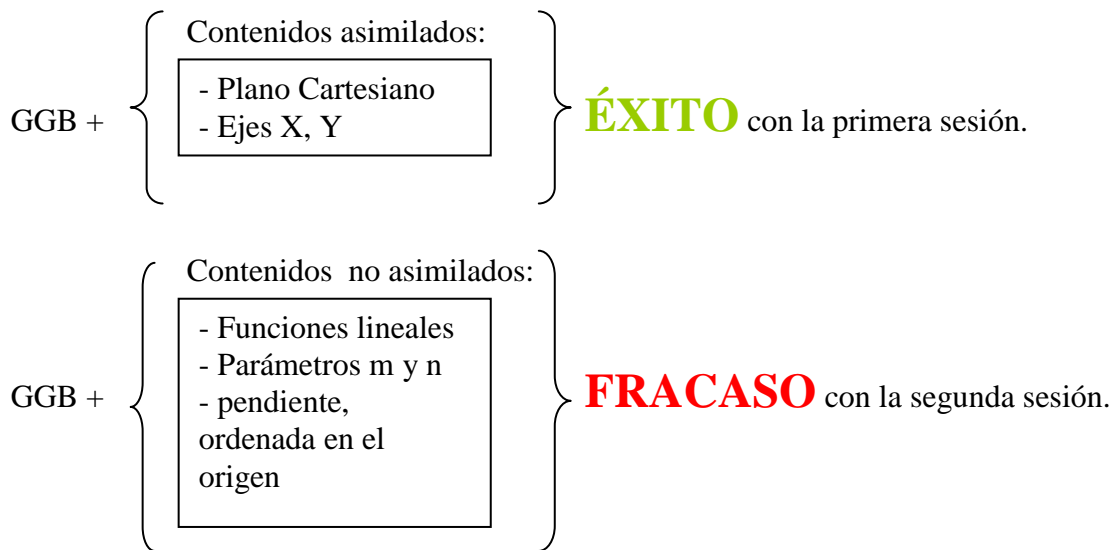 Contenidos asimilados:
- Plano Cartesiano
- Ejes X, Y
GGB +
ÉXITO con la primera sesión.
Contenidos no asimilados:
- Funciones lineales
- Parámetros m y n
- pendiente,
ordenada en el
origen
GGB +
FRACASO con la segunda sesión.